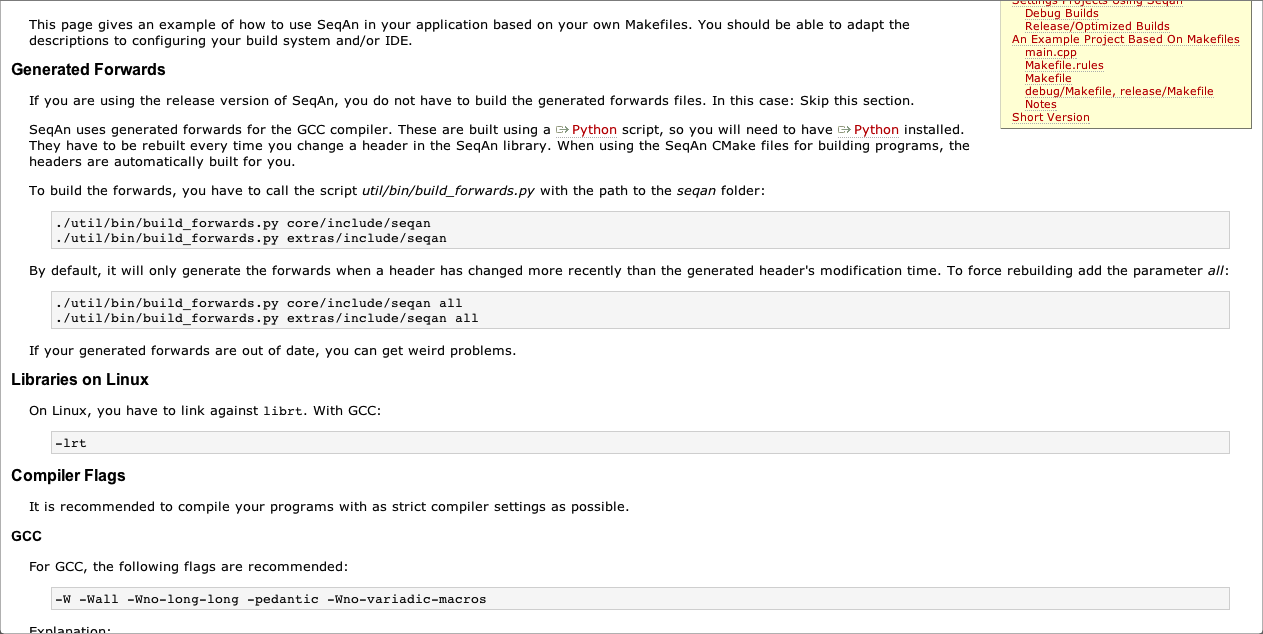 This page gives an example of how to use SeqAn in your application based on your own Makefiles. You should be able to adapt the
descriptions to configuring your build system and/or IDE.
Settings Projects Using Seqan
Debug Builds
Release/Optimized Builds
An Example Project Based On Makefiles
main.cpp
Makefile.rules
Makefile
debug/Makefile, release/Makefile
Notes
Short Version
Generated Forwards
If you are using the release version of SeqAn, you do not have to build the generated forwards files. In this case: Skip this section.
SeqAn uses generated forwards for the GCC compiler. These are built using a Python script, so you will need to have Python installed.
They have to be rebuilt every time you change a header in the SeqAn library. When using the SeqAn CMake files for building programs, the
headers are automatically built for you.
To build the forwards, you have to call the script util/bin/build_forwards.py with the path to the seqan folder:
./util/bin/build_forwards.py core/include/seqan
./util/bin/build_forwards.py extras/include/seqan
By default, it will only generate the forwards when a header has changed more recently than the generated header's modification time. To force rebuilding add the parameter all:
./util/bin/build_forwards.py core/include/seqan all
./util/bin/build_forwards.py extras/include/seqan all
If your generated forwards are out of date, you can get weird problems.
Libraries on Linux
On Linux, you have to link against librt. With GCC:
-lrt
Compiler Flags
It is recommended to compile your programs with as strict compiler settings as possible.
GCC
For GCC, the following flags are recommended:
-W -Wall -Wno-long-long -pedantic -Wno-variadic-macros
Explanation: